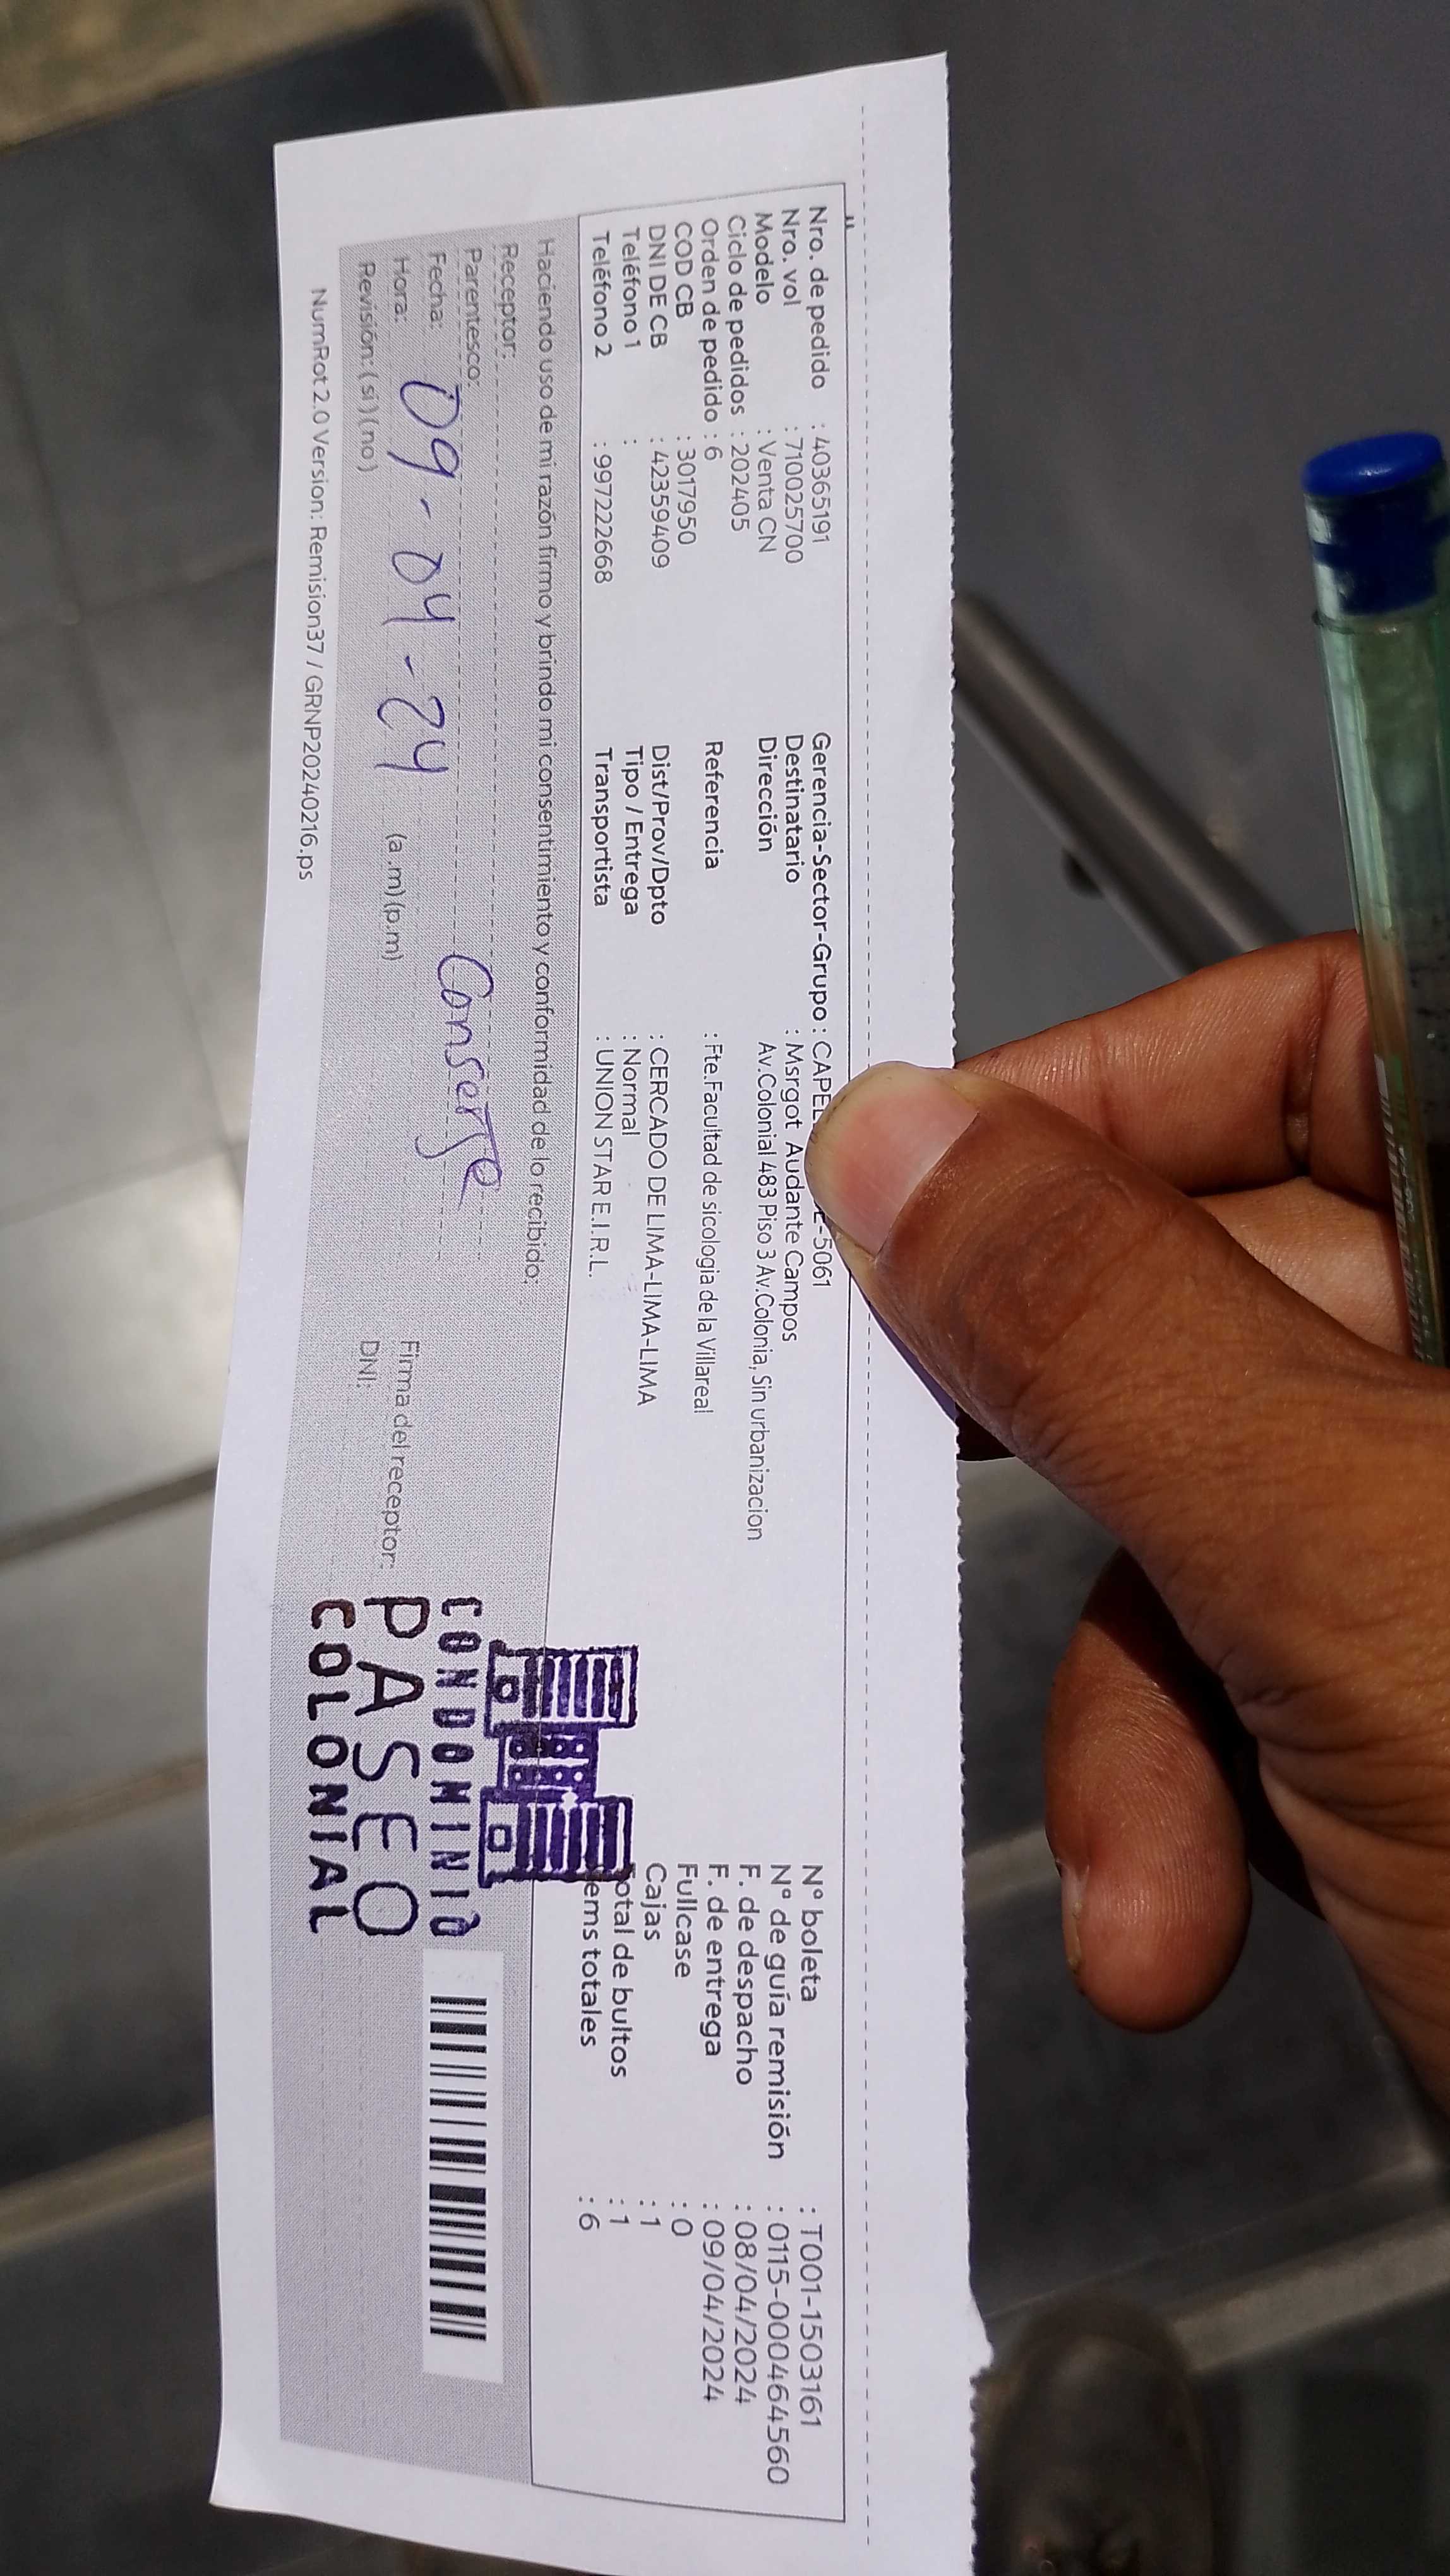 Nro. de pedido : 40365191
Nro. vol : 710025700
Modelo : Venta CN
Ciclo de pedidos : 202405
Orden de pedido : 6
COD CB : 3017950
DNI DE CB : 42359409
Teléfono 1 :
Teléfono 2 : 997222668
Gerencia-Sector-Grupo : -5061
Destinatario : Msrgot Audante Campos
Dirección Av.Colonial 483 Piso 3 Av.Colonia, Sin urbanizacion
Referencia : Fte.Facultad de sicologia de la Villareal
Dist/Prov/Dpto : CERCADO DE LIMA-LIMA-LIMA
Tipo / Entrega : Normal
Transportista : UNION STAR E.I.R.L.
N° boleta : T001-1503161
N° de guía remisión : 0115-000464560
F. de despacho : 08/04/2024
F. de entrega : 09/04/2024
Fullcase : 0
Cajas : 1
otal de bultos : 1
ems totales : 6
Haciendo uso de mi razón firmo y brindo mi consentimiento y conformidad de lo recibido:
Receptor:
Parentesco: Conserje
Fecha: 09-04-24
Hora: (a.m) (p.m)
Revisión: ( sí ) ( no )
Firma del receptor:
DNI:
CONDOMINIO
PASEO
COLONIAL
NumRot 2.0 Version: Remision37 / GRNP20240216.ps